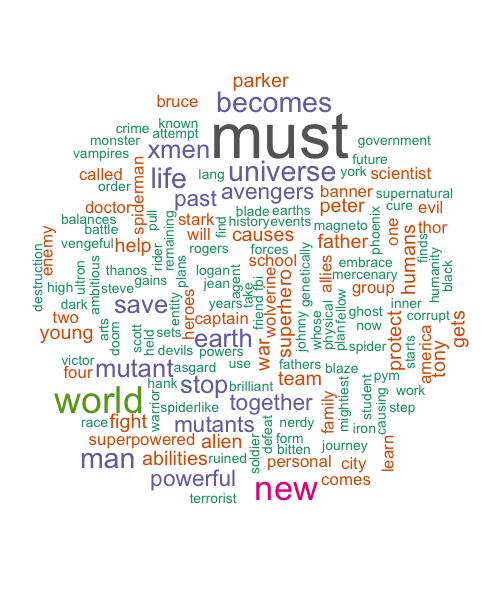 parker
bruce
becomes
crime
known
attempt
must
monster
xmen
government
vampires
future
called
lang
universe
york
scientist
order
life
avengers
banner
supernatural
spiderman
past
doctor
pull
blade
earths
peter
magneto
cure
evil
balances
stark
find
history
events
phoenix
one
thor
battle
remaining
will
causes
father
finds
enemy
vengeful
help
rogers
forces
humans
school
allies
embrace
humanity
destruction
thanos
rider
plans
logan
agent
wolverine
superhero
genetically
mercenary
black
high
ultron
ambitious
gains
jean
fbi
group
steve
entity
heroes
take
dark
save
years
friend
johnny
whose
physical
planfellow
ghost
inner
protect
corrupt
two
arts
captain
now
america
tony
gets
young
doom
scott
held
sets
earth
war
spider
starts
devils
powers
victor
mutant
asgard
use
fathers
blaze
pym
four
hank
stop
brilliant
team
mightiest
student
causing
work
world
warrior
spiderlike
together
family
step
race
fight
mutants
defeat
nerdy
iron
superpowered
alien
soldier
form
bitten
journey
learn
man
abilities
ruined
personal
city
powerful
new
comes
terrorist